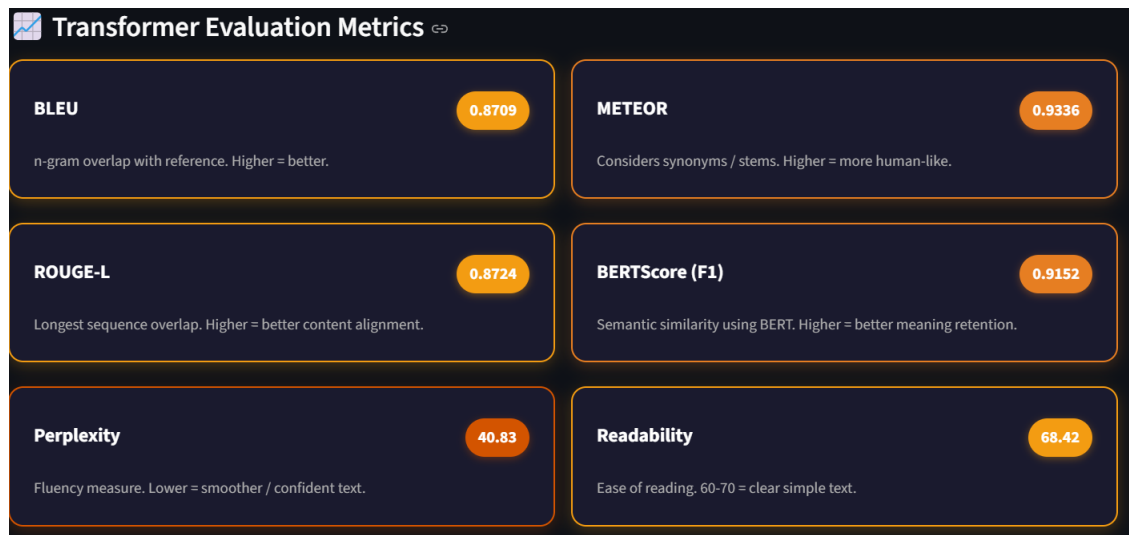 Transformer Evaluation Metrics
BLEU
0.8709
n-gram overlap with reference. Higher = better.
METEOR
0.9336
Considers synonyms / stems. Higher = more human-like.
ROUGE-L
0.8724
Longest sequence overlap. Higher = better content alignment.
BERTScore (F1)
0.9152
Semantic similarity using BERT. Higher = better meaning retention.
Perplexity
40.83
Fluency measure. Lower = smoother / confident text.
Readability
68.42
Ease of reading. 60-70 = clear simple text.